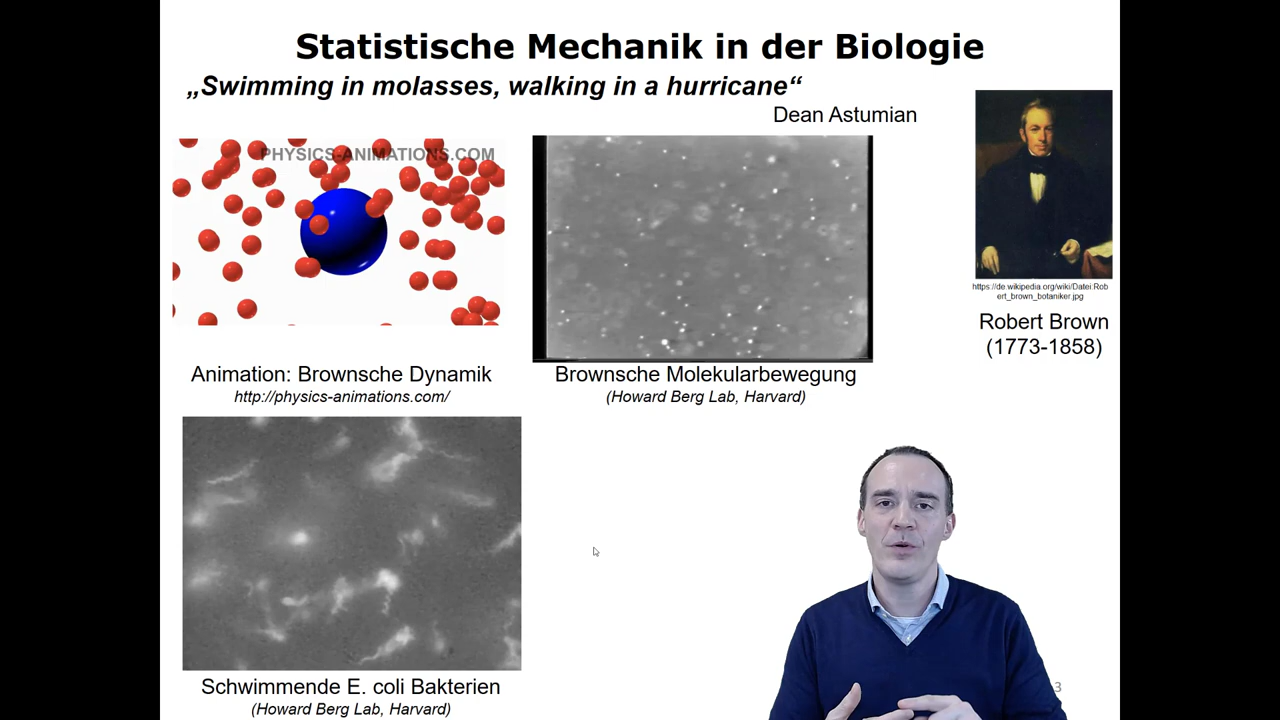 Statistische Mechanik in der Biologie
„Swimming in molasses, walking in a hurricane“
Dean Astumian
PHYSICS-ANIMATIONS.COM
https://de.wikipedia.org/wiki/Datei:Rob
ert_brown_botaniker.jpg
Robert Brown
(1773-1858)
Animation: Brownsche Dynamik
http://physics-animations.com/
Brownsche Molekularbewegung
(Howard Berg Lab, Harvard)
Schwimmende E. coli Bakterien
(Howard Berg Lab, Harvard)
3